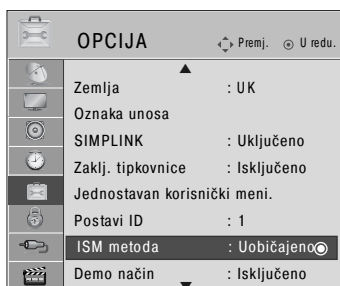 OPCIJA Premj. U redu.
Zemlja : UK
Oznaka unosa
SIMPLINK : Uključeno
Zaklj. tipkovnice : Isključeno
Jednostavan korisnički meni.
Postavi ID : 1
ISM metoda : Uobičajeno
Demo način : Isključeno